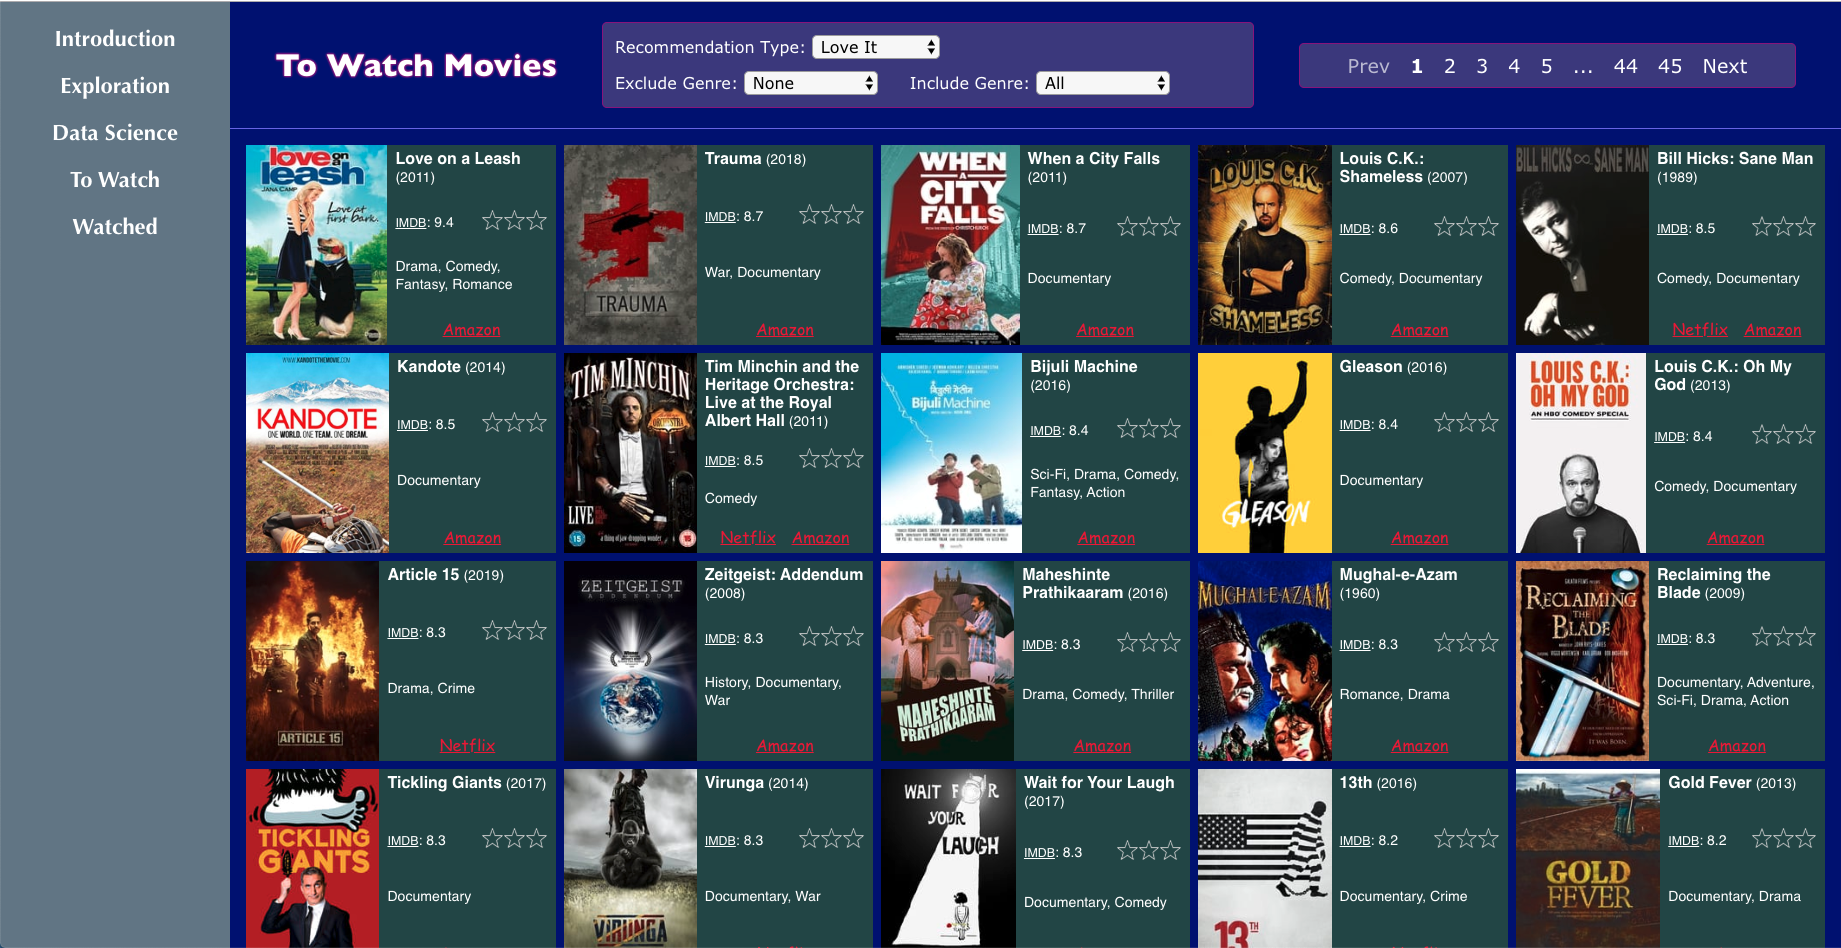 Introduction
Exploration
Data Science
To Watch
Watched
To Watch Movies
Recommendation Type: Love It
Exclude Genre: None Include Genre: All
Prev 1 2 3 4 5 ... 44 45 Next
love on a
leash
JANA CAMP
Love at
first bark.
Love on a Leash
(2011)
IMDB: 9.4
Drama, Comedy,
Fantasy, Romance
Amazon
TRAUMA
Trauma (2018)
IMDB: 8.7
War, Documentary
Amazon
WHEN
A
CITY
FALLS
When a City Falls
(2011)
IMDB: 8.7
Documentary
Amazon
LOUIS C.K.
SHAMELESS
Louis C.K.:
Shameless (2007)
IMDB: 8.6
Comedy, Documentary
Amazon
BILL HICKS SANE MAN
Bill Hicks: Sane Man
(1989)
IMDB: 8.5
Comedy, Documentary
Netflix Amazon
WWW.KANDOTETHEMOVIE.COM
KANDOTE
ONE WORLD. ONE TEAM. ONE DREAM.
Kandote (2014)
IMDB: 8.5
Documentary
Amazon
TIM MINCHIN
ORCHESTRA
LIVE
15
a thing of jaw dropping wonder
15
Tim Minchin and the
Heritage Orchestra:
Live at the Royal
Albert Hall (2011)
IMDB: 8.5
Comedy
Netflix Amazon
बिजुली मेसिन
Bijuli Machine
Bijuli Machine
(2016)
IMDB: 8.4
Sci-Fi, Drama, Comedy,
Fantasy, Action
Amazon
GLEASON
Gleason (2016)
IMDB: 8.4
Documentary
Amazon
LOUIS C.K.:
OH MY GOD
AN HBO COMEDY SPECIAL
Louis C.K.: Oh My
God (2013)
IMDB: 8.4
Comedy, Documentary
Amazon
ARTICLE 15
Article 15 (2019)
IMDB: 8.3
Drama, Crime
Netflix
ZEITGEIST
ADDENDUM
Zeitgeist: Addendum
(2008)
IMDB: 8.3
History, Documentary,
War
Amazon
MAHESHINTE
PRATHIKAARAM
Maheshinte
Prathikaaram (2016)
IMDB: 8.3
Drama, Comedy, Thriller
Amazon
MUGHAL-E-AZAM
Mughal-e-Azam
(1960)
IMDB: 8.3
Romance, Drama
Amazon
RECLAIMING
THE
BLADE
IT WAS BORN
Reclaiming the
Blade (2009)
IMDB: 8.3
Documentary, Adventure,
Sci-Fi, Drama, Action
Amazon
TICKLING
GIANTS
Tickling Giants (2017)
IMDB: 8.3
Documentary
VIRUNGA
Virunga (2014)
IMDB: 8.3
Documentary, War
WAIT FOR
YOUR
LAUGH
Wait for Your Laugh
(2017)
IMDB: 8.3
Documentary, Comedy
13TH
13th (2016)
IMDB: 8.2
Documentary, Crime
GOLD
FEVER
Gold Fever (2013)
IMDB: 8.2
Documentary, Drama